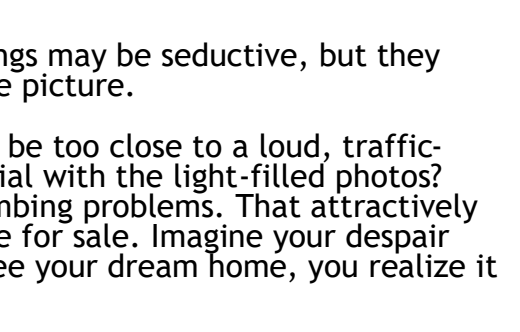 ngs may be seductive, but they
e picture.
be too close to a loud, traffic-
ial with the light-filled photos?
mbing problems. That attractively
e for sale. Imagine your despair
ee your dream home, you realize it